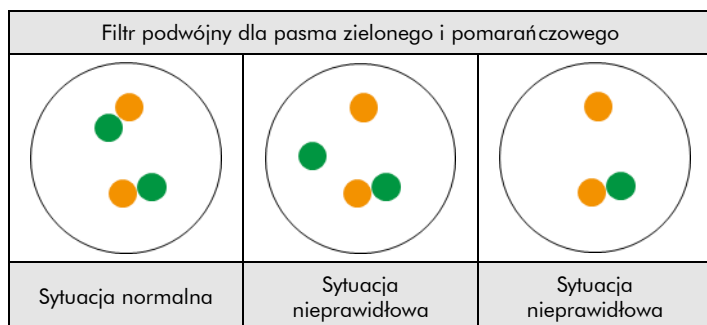 Filtr podwójny dla pasma zielonego i pomarańczowego
Sytuacja normalna
Sytuacja
nieprawidłowa
Sytuacja
nieprawidłowa